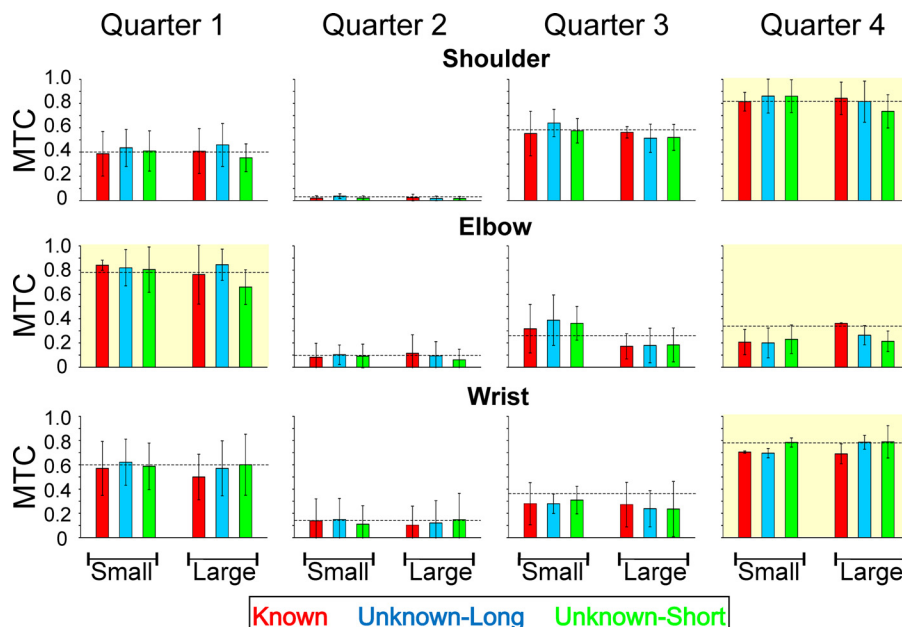 Quarter 1 Quarter 2 Quarter 3 Quarter 4
Shoulder
MTC
1.0
0.8
0.6
0.4
0.2
0
Elbow
MTC
1.0
0.8
0.6
0.4
0.2
0
Wrist
MTC
1.0
0.8
0.6
0.4
0.2
0
Small Large Small Large Small Large Small Large
Known Unknown-Long Unknown-Short